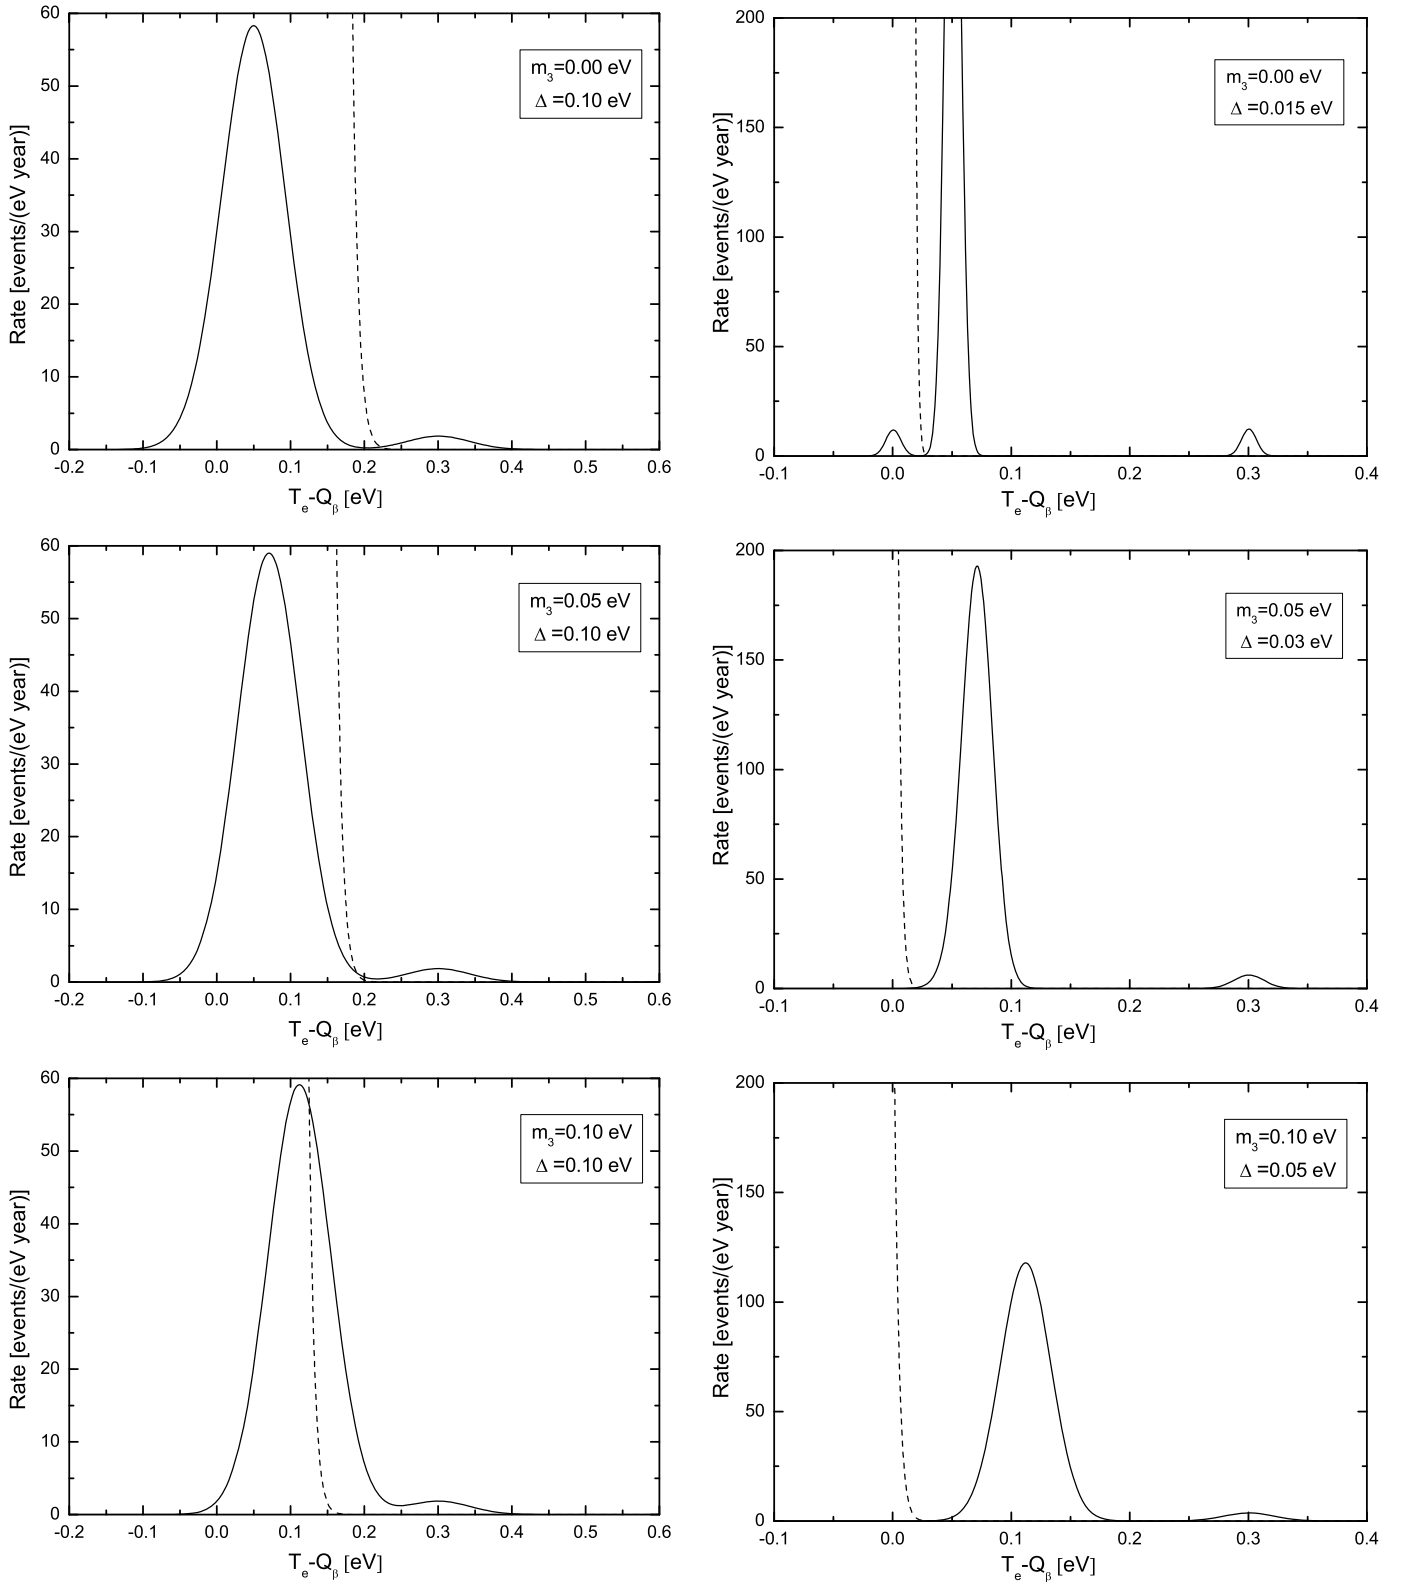 60
50
40
30
20
10
0
Rate [events/(eV year)]
m3=0.00 eV
Δ =0.10 eV
-0.2 -0.1 0.0 0.1 0.2 0.3 0.4 0.5 0.6
Te-Qβ [eV]
200
150
100
50
0
Rate [events/(eV year)]
m3=0.00 eV
Δ =0.015 eV
-0.1 0.0 0.1 0.2 0.3 0.4
Te-Qβ [eV]
60
50
40
30
20
10
0
Rate [events/(eV year)]
m3=0.05 eV
Δ =0.10 eV
-0.2 -0.1 0.0 0.1 0.2 0.3 0.4 0.5 0.6
Te-Qβ [eV]
200
150
100
50
0
Rate [events/(eV year)]
m3=0.05 eV
Δ =0.03 eV
-0.1 0.0 0.1 0.2 0.3 0.4
Te-Qβ [eV]
60
50
40
30
20
10
0
Rate [events/(eV year)]
m3=0.10 eV
Δ =0.10 eV
-0.2 -0.1 0.0 0.1 0.2 0.3 0.4 0.5 0.6
Te-Qβ [eV]
200
150
100
50
0
Rate [events/(eV year)]
m3=0.10 eV
Δ =0.05 eV
-0.1 0.0 0.1 0.2 0.3 0.4
Te-Qβ [eV]